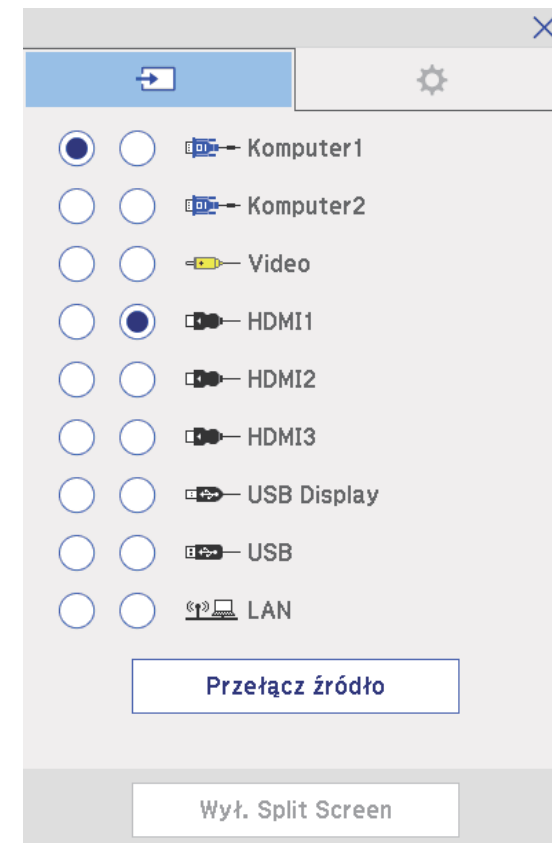 Komputer1
Komputer2
Video
HDMI1
HDMI2
HDMI3
USB Display
USB
LAN
Przełącz źródło
Wył. Split Screen